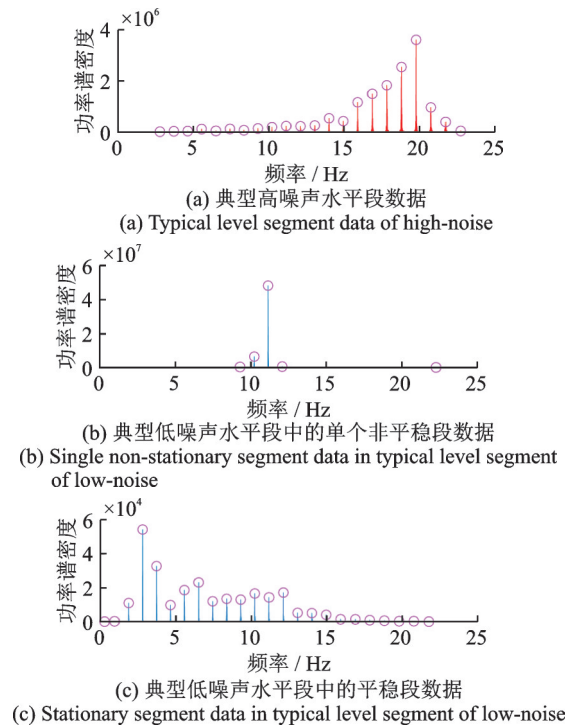 ×10⁶
4
2
0
功率谱密度
0 5 10 15 20 25
频率 / Hz
(a) 典型高噪声水平段数据
(a) Typical level segment data of high-noise
×10⁷
6
4
2
0
功率谱密度
5 10 15 20 25
频率 / Hz
(b) 典型低噪声水平段中的单个非平稳段数据
(b) Single non-stationary segment data in typical level segment
of low-noise
×10⁴
6
4
2
0
功率谱密度
5 10 15 20 25
频率 / Hz
(c) 典型低噪声水平段中的平稳段数据
(c) Stationary segment data in typical level segment of low-noise